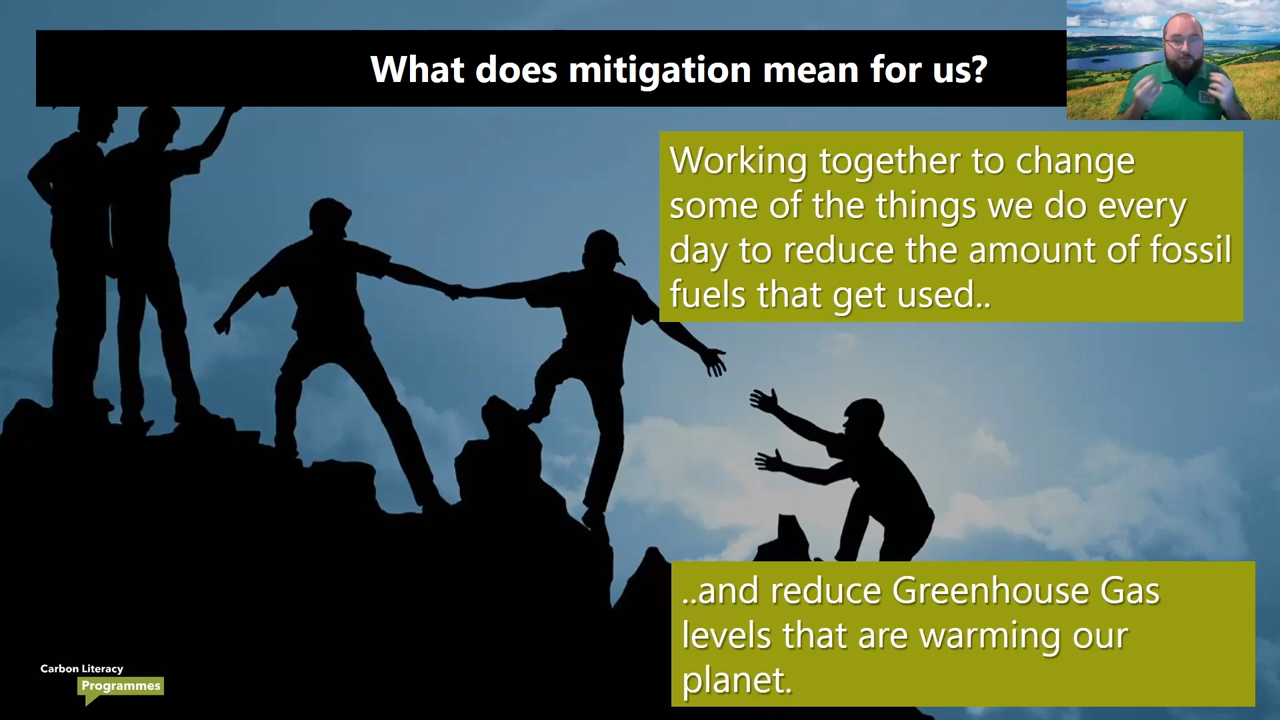 What does mitigation mean for us?
Working together to change
some of the things we do every
day to reduce the amount of fossil
fuels that get used..
..and reduce Greenhouse Gas
levels that are warming our
planet.
Carbon Literacy
Programmes